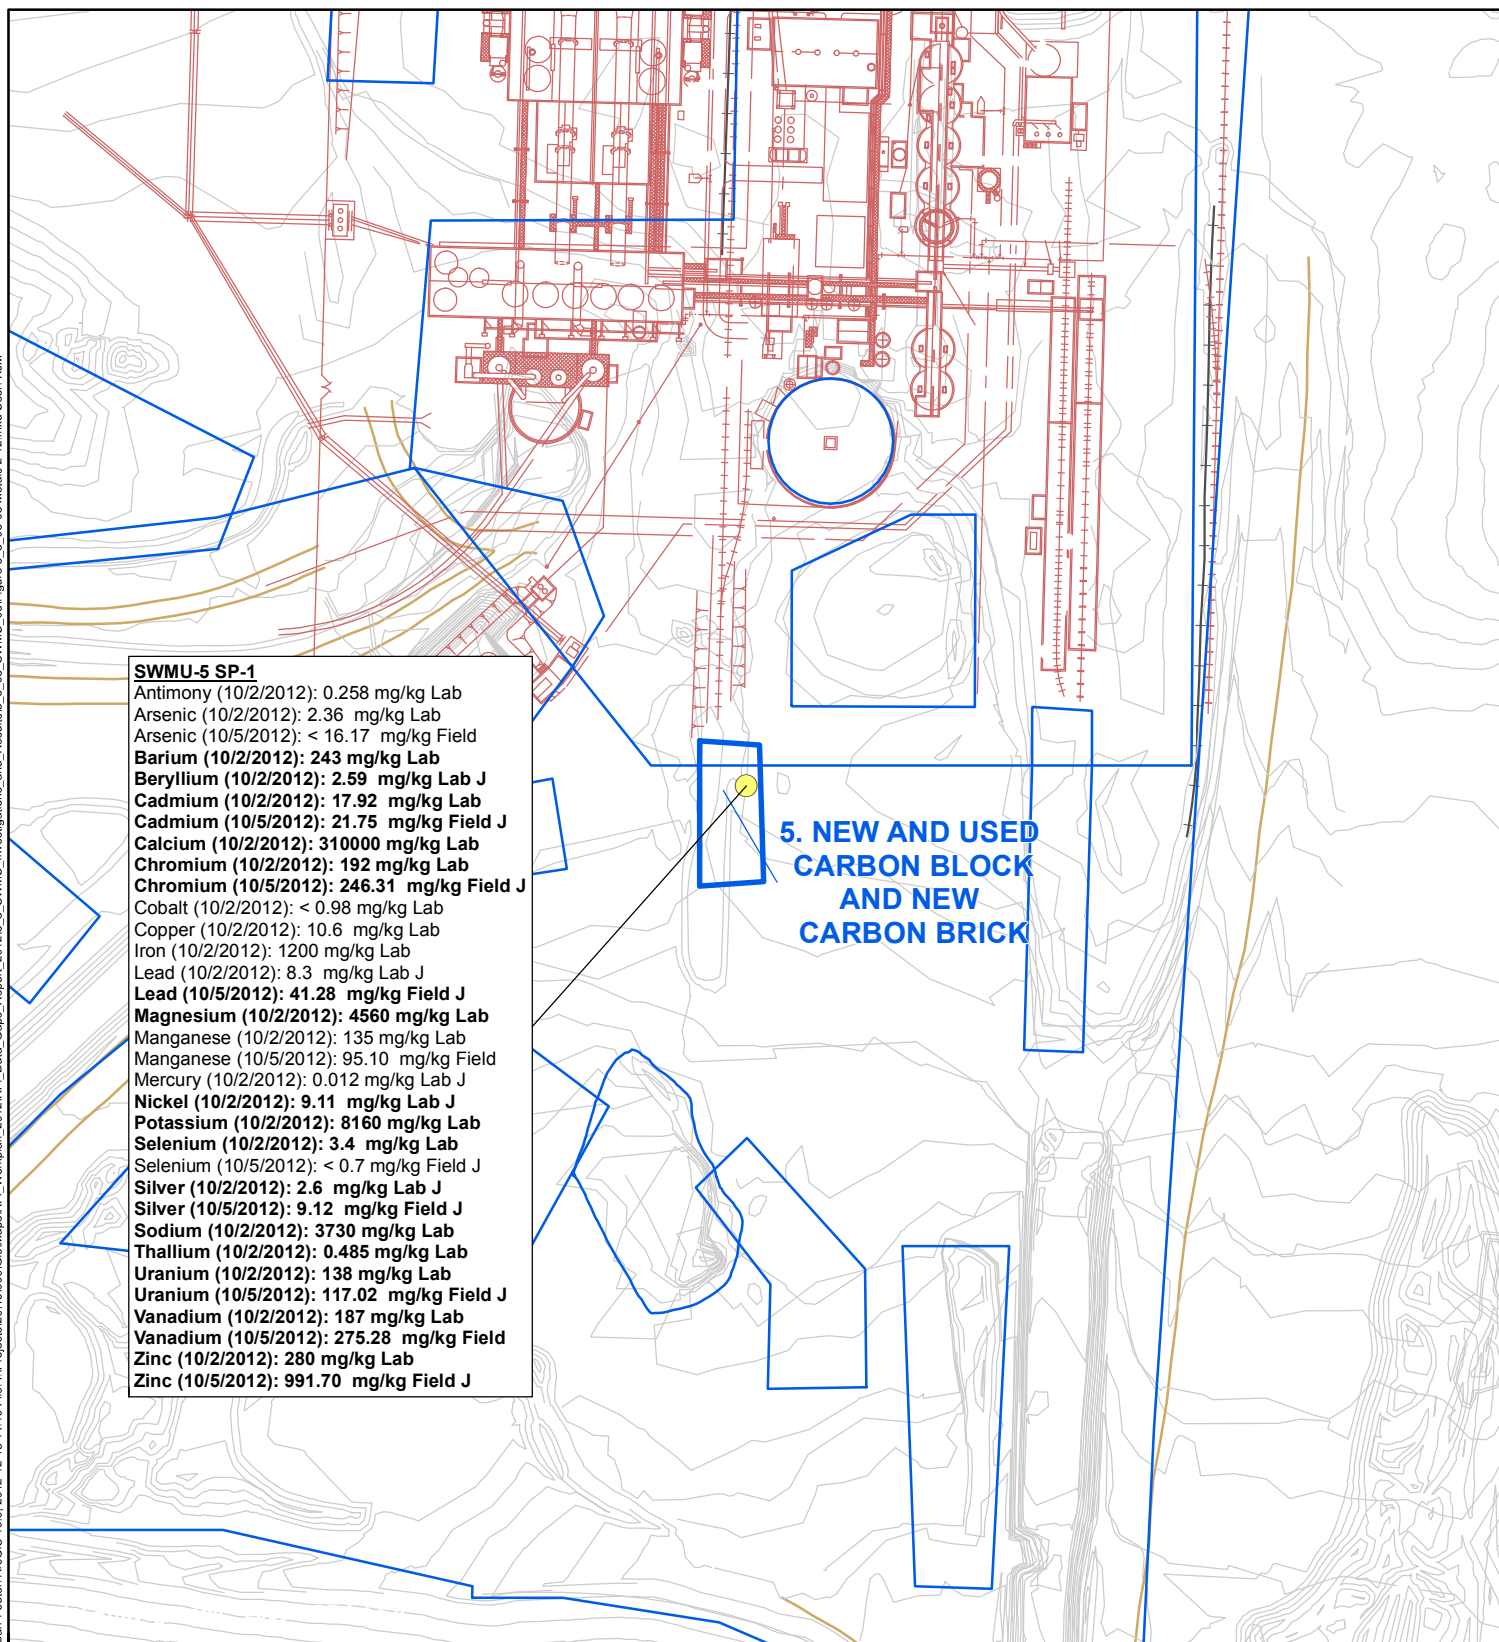 SWMU-5 SP-1
Antimony (10/2/2012): 0.258 mg/kg Lab
Arsenic (10/2/2012): 2.36 mg/kg Lab
Arsenic (10/5/2012): < 16.17 mg/kg Field
Barium (10/2/2012): 243 mg/kg Lab
Beryllium (10/2/2012): 2.59 mg/kg Lab J
Cadmium (10/2/2012): 17.92 mg/kg Lab
Cadmium (10/5/2012): 21.75 mg/kg Field J
Calcium (10/2/2012): 310000 mg/kg Lab
Chromium (10/2/2012): 192 mg/kg Lab
Chromium (10/5/2012): 246.31 mg/kg Field J
Cobalt (10/2/2012): < 0.98 mg/kg Lab
Copper (10/2/2012): 10.6 mg/kg Lab
Iron (10/2/2012): 1200 mg/kg Lab
Lead (10/2/2012): 8.3 mg/kg Lab J
Lead (10/5/2012): 41.28 mg/kg Field J
Magnesium (10/2/2012): 4560 mg/kg Lab
Manganese (10/2/2012): 135 mg/kg Lab
Manganese (10/5/2012): 95.10 mg/kg Field
Mercury (10/2/2012): 0.012 mg/kg Lab J
Nickel (10/2/2012): 9.11 mg/kg Lab J
Potassium (10/2/2012): 8160 mg/kg Lab
Selenium (10/2/2012): 3.4 mg/kg Lab
Selenium (10/5/2012): < 0.7 mg/kg Field J
Silver (10/2/2012): 2.6 mg/kg Lab J
Silver (10/5/2012): 9.12 mg/kg Field J
Sodium (10/2/2012): 3730 mg/kg Lab
Thallium (10/2/2012): 0.485 mg/kg Lab
Uranium (10/2/2012): 138 mg/kg Lab
Uranium (10/5/2012): 117.02 mg/kg Field J
Vanadium (10/2/2012): 187 mg/kg Lab
Vanadium (10/5/2012): 275.28 mg/kg Field
Zinc (10/2/2012): 280 mg/kg Lab
Zinc (10/5/2012): 991.70 mg/kg Field J
5. NEW AND USED
CARBON BLOCK
AND NEW
CARBON BRICK